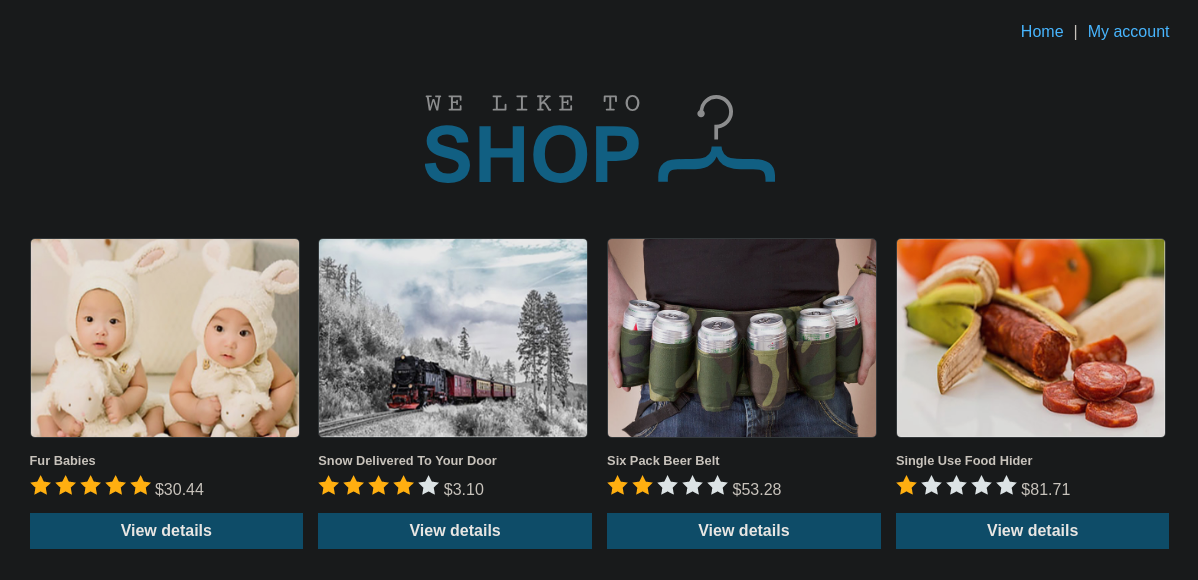 Home | My account
WE LIKE TO
SHOP
Fur Babies
$30.44
View details
Snow Delivered To Your Door
$3.10
View details
Six Pack Beer Belt
$53.28
View details
Single Use Food Hider
$81.71
View details